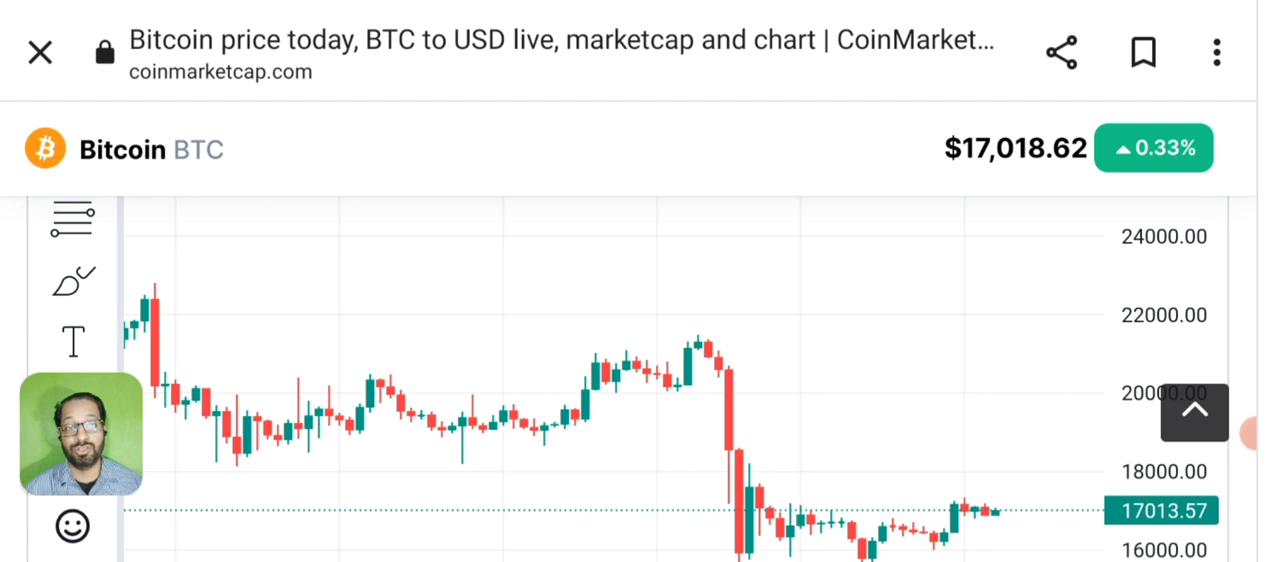 Bitcoin price today, BTC to USD live, marketcap and chart | CoinMarket...
coinmarketcap.com
Bitcoin BTC
$17,018.62 0.33%
24000.00
T
22000.00
20000.00
18000.00
17013.57
16000.00